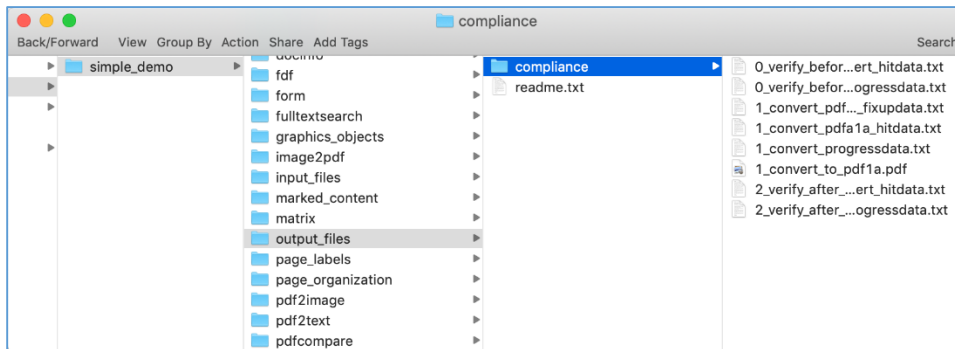 compliance
Back/Forward View Group By Action Share Add Tags Search
simple_demo
docinfo
fdf
form
fulltextsearch
graphics_objects
image2pdf
input_files
marked_content
matrix
output_files
page_labels
page_organization
pdf2image
pdf2text
pdfcompare
compliance
readme.txt
0_verify_befor...ert_hitdata.txt
0_verify_befor...ogressdata.txt
1_convert_pdf..._fixupdata.txt
1_convert_pdfa1a_hitdata.txt
1_convert_progressdata.txt
1_convert_to_pdf1a.pdf
2_verify_after_...ert_hitdata.txt
2_verify_after_...ogressdata.txt